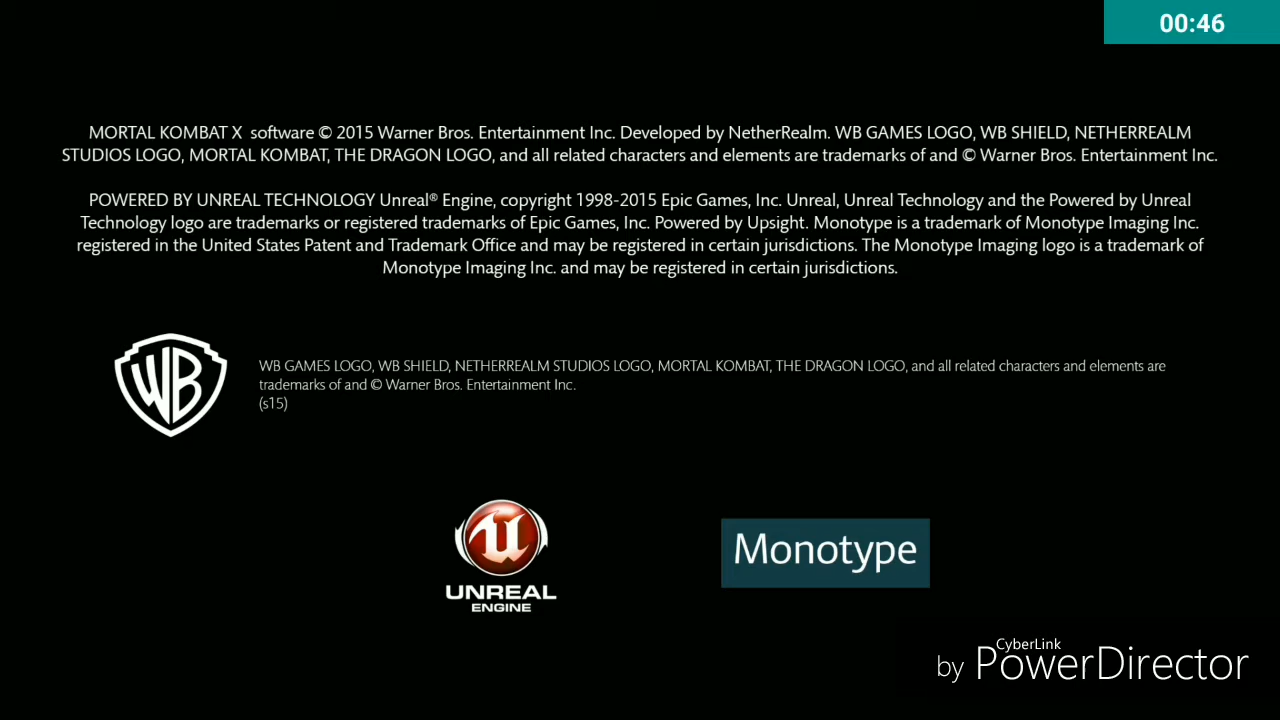 00:46
MORTAL KOMBAT X software © 2015 Warner Bros. Entertainment Inc. Developed by NetherRealm. WB GAMES LOGO, WB SHIELD, NETHERREALM
STUDIOS LOGO, MORTAL KOMBAT, THE DRAGON LOGO, and all related characters and elements are trademarks of and © Warner Bros. Entertainment Inc.
POWERED BY UNREAL TECHNOLOGY Unreal® Engine, copyright 1998-2015 Epic Games, Inc. Unreal, Unreal Technology and the Powered by Unreal
Technology logo are trademarks or registered trademarks of Epic Games, Inc. Powered by Upsight. Monotype is a trademark of Monotype Imaging Inc.
registered in the United States Patent and Trademark Office and may be registered in certain jurisdictions. The Monotype Imaging logo is a trademark of
Monotype Imaging Inc. and may be registered in certain jurisdictions.
WB
WB GAMES LOGO, WB SHIELD, NETHERREALM STUDIOS LOGO, MORTAL KOMBAT, THE DRAGON LOGO, and all related characters and elements are
trademarks of and © Warner Bros. Entertainment Inc.
(s15)
UNREAL
ENGINE
Monotype
CyberLink
by PowerDirector